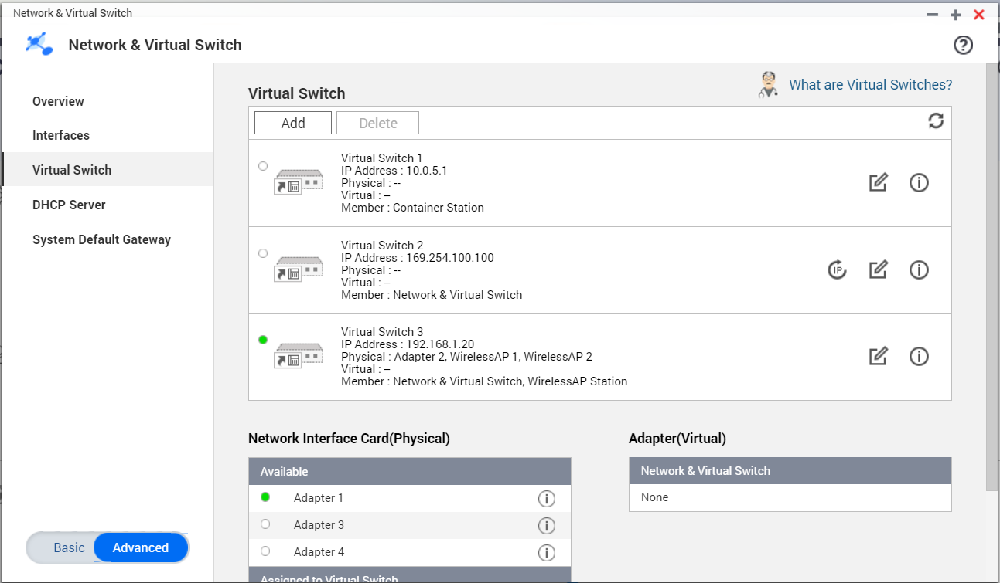 Network & Virtual Switch
Network & Virtual Switch
Overview
Interfaces
Virtual Switch
DHCP Server
System Default Gateway
Basic
Advanced
What are Virtual Switches?
Virtual Switch
Add
Delete
Virtual Switch 1
IP Address : 10.0.5.1
Physical : --
Virtual : --
Member : Container Station
Virtual Switch 2
IP Address : 169.254.100.100
Physical : --
Virtual : --
Member : Network & Virtual Switch
IP
Virtual Switch 3
IP Address : 192.168.1.20
Physical : Adapter 2, WirelessAP 1, WirelessAP 2
Virtual : --
Member : Network & Virtual Switch, WirelessAP Station
Network Interface Card(Physical)
Available
Adapter 1
Adapter 3
Adapter 4
Assigned to Virtual Switch
Adapter(Virtual)
Network & Virtual Switch
None